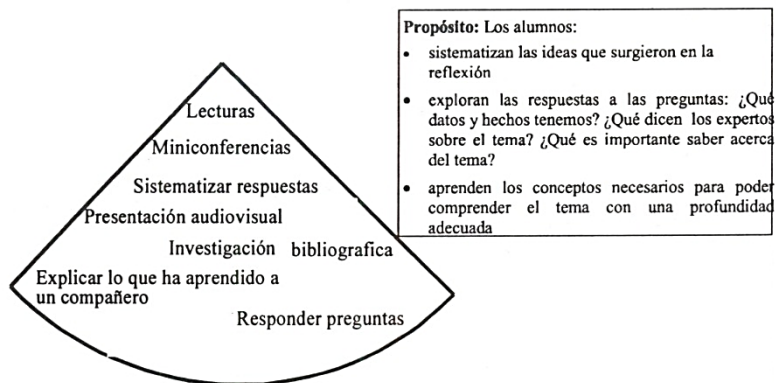 Propósito: Los alumnos:
• sistematizan las ideas que surgieron en la
reflexión
• exploran las respuestas a las preguntas: ¿Qué
datos y hechos tenemos? ¿Qué dicen los expertos
sobre el tema? ¿Qué es importante saber acerca
del tema?
• aprenden los conceptos necesarios para poder
comprender el tema con una profundidad
adecuada
Lecturas
Miniconferencias
Sistematizar respuestas
Presentación audiovisual
Investigación bibliografica
Explicar lo que ha aprendido a
un compañero
Responder preguntas